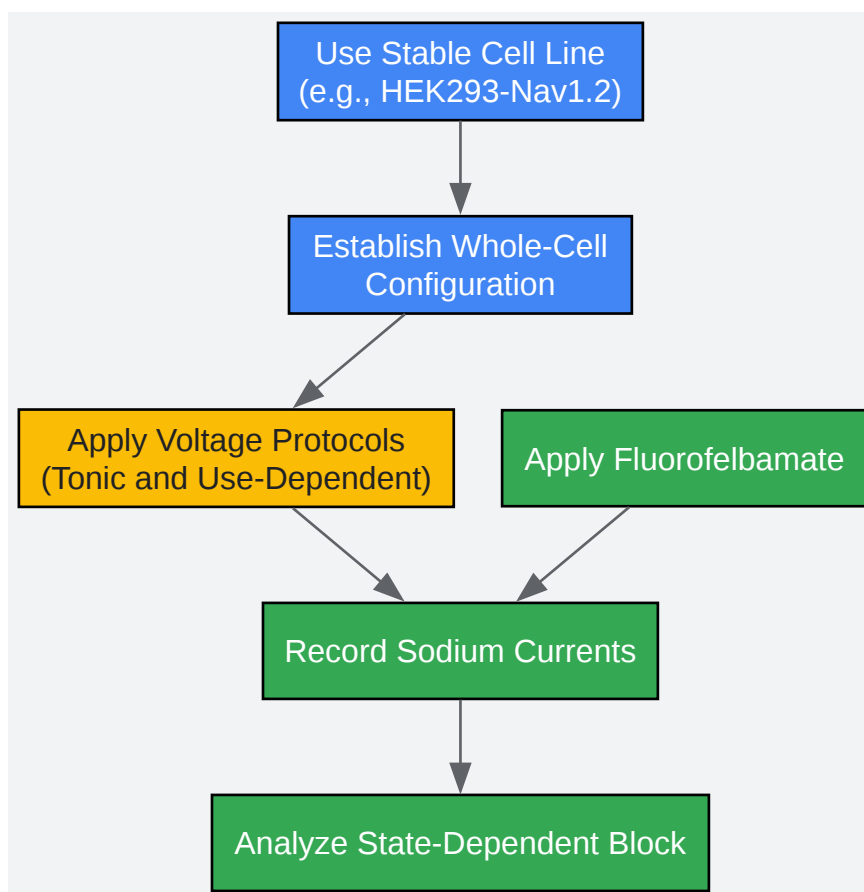 Use Stable Cell Line
(e.g., HEK293-Nav1.2)
Establish Whole-Cell
Configuration
Apply Voltage Protocols
(Tonic and Use-Dependent)
Apply Fluorofelbamate
Record Sodium Currents
Analyze State-Dependent Block